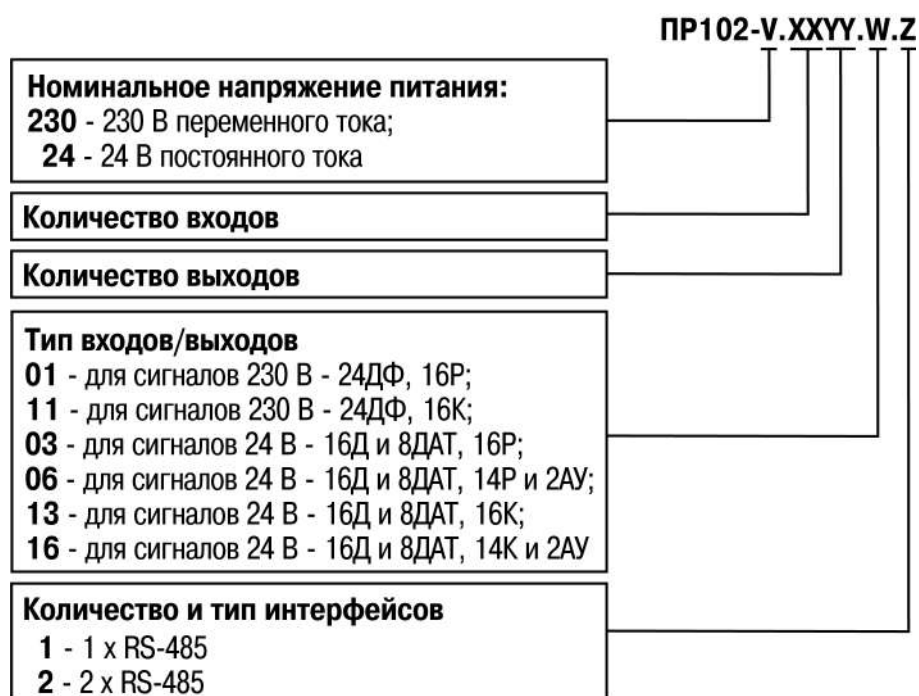 ПР102-V.XXYY.W.Z
Номинальное напряжение питания:
230 - 230 В переменного тока;
24 - 24 В постоянного тока
Количество входов
Количество выходов
Тип входов/выходов
01 - для сигналов 230 В - 24ДФ, 16Р;
11 - для сигналов 230 В - 24ДФ, 16К;
03 - для сигналов 24 В - 16Д и 8ДАТ, 16Р;
06 - для сигналов 24 В - 16Д и 8ДАТ, 14Р и 2АУ;
13 - для сигналов 24 В - 16Д и 8ДАТ, 16К;
16 - для сигналов 24 В - 16Д и 8ДАТ, 14К и 2АУ
Количество и тип интерфейсов
1 - 1 x RS-485
2 - 2 x RS-485